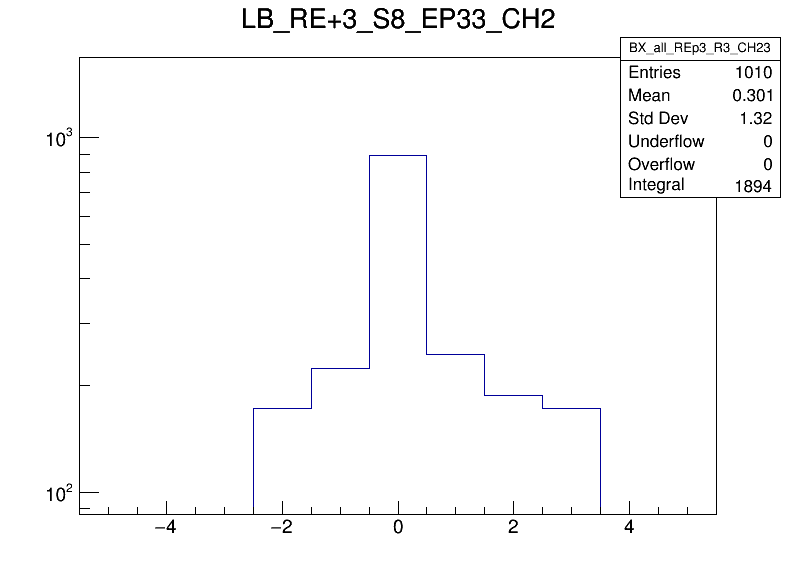 LB_RE+3_S8_EP33_CH2
BX_all_REp3_R3_CH23
Entries 1010
Mean 0.301
Std Dev 1.32
Underflow 0
Overflow 0
Integral 1894
10³
10²
−4 −2 0 2 4